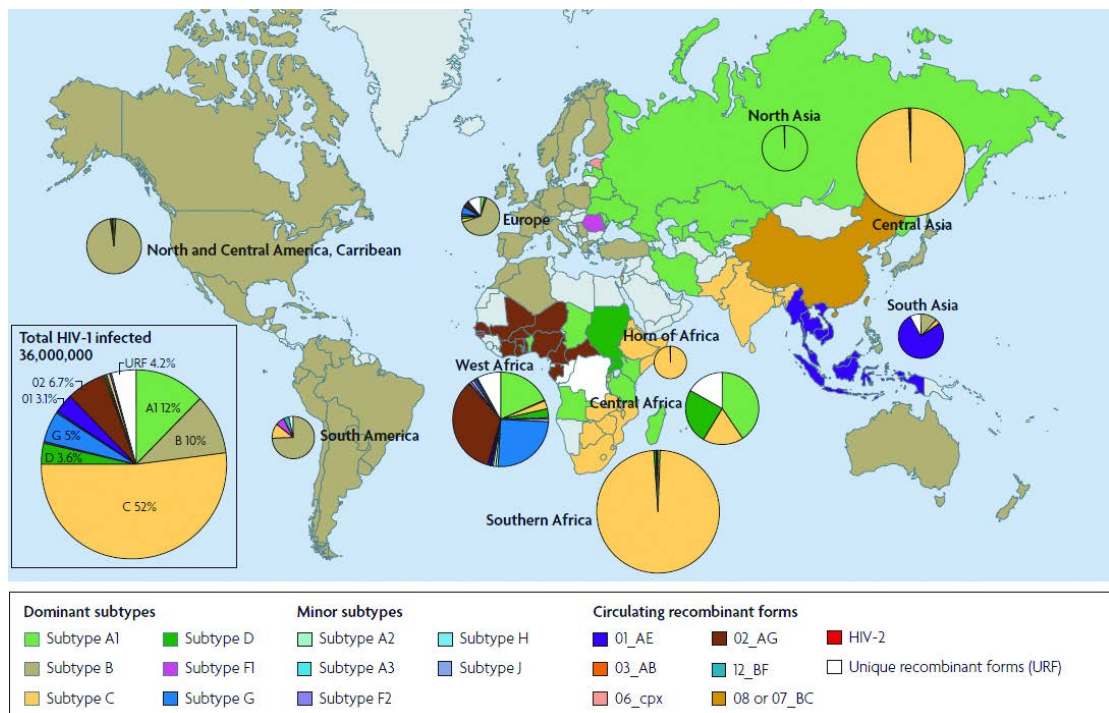 North Asia
Europe
Central Asia
North and Central America, Carribean
South Asia
Horn of Africa
West Africa
Central Africa
South America
Southern Africa
Total HIV-1 infected
36,000,000
URF 4.2%
02 6.7%
01 3.1%
A1 12%
G 5%
B 10%
D 3.6%
C 52%
Dominant subtypes
Subtype A1
Subtype B
Subtype C
Subtype D
Subtype F1
Subtype G
Minor subtypes
Subtype A2
Subtype A3
Subtype F2
Subtype H
Subtype J
Circulating recombinant forms
01_AE
03_AB
06_cpx
02_AG
12_BF
08 or 07_BC
HIV-2
Unique recombinant forms (URF)